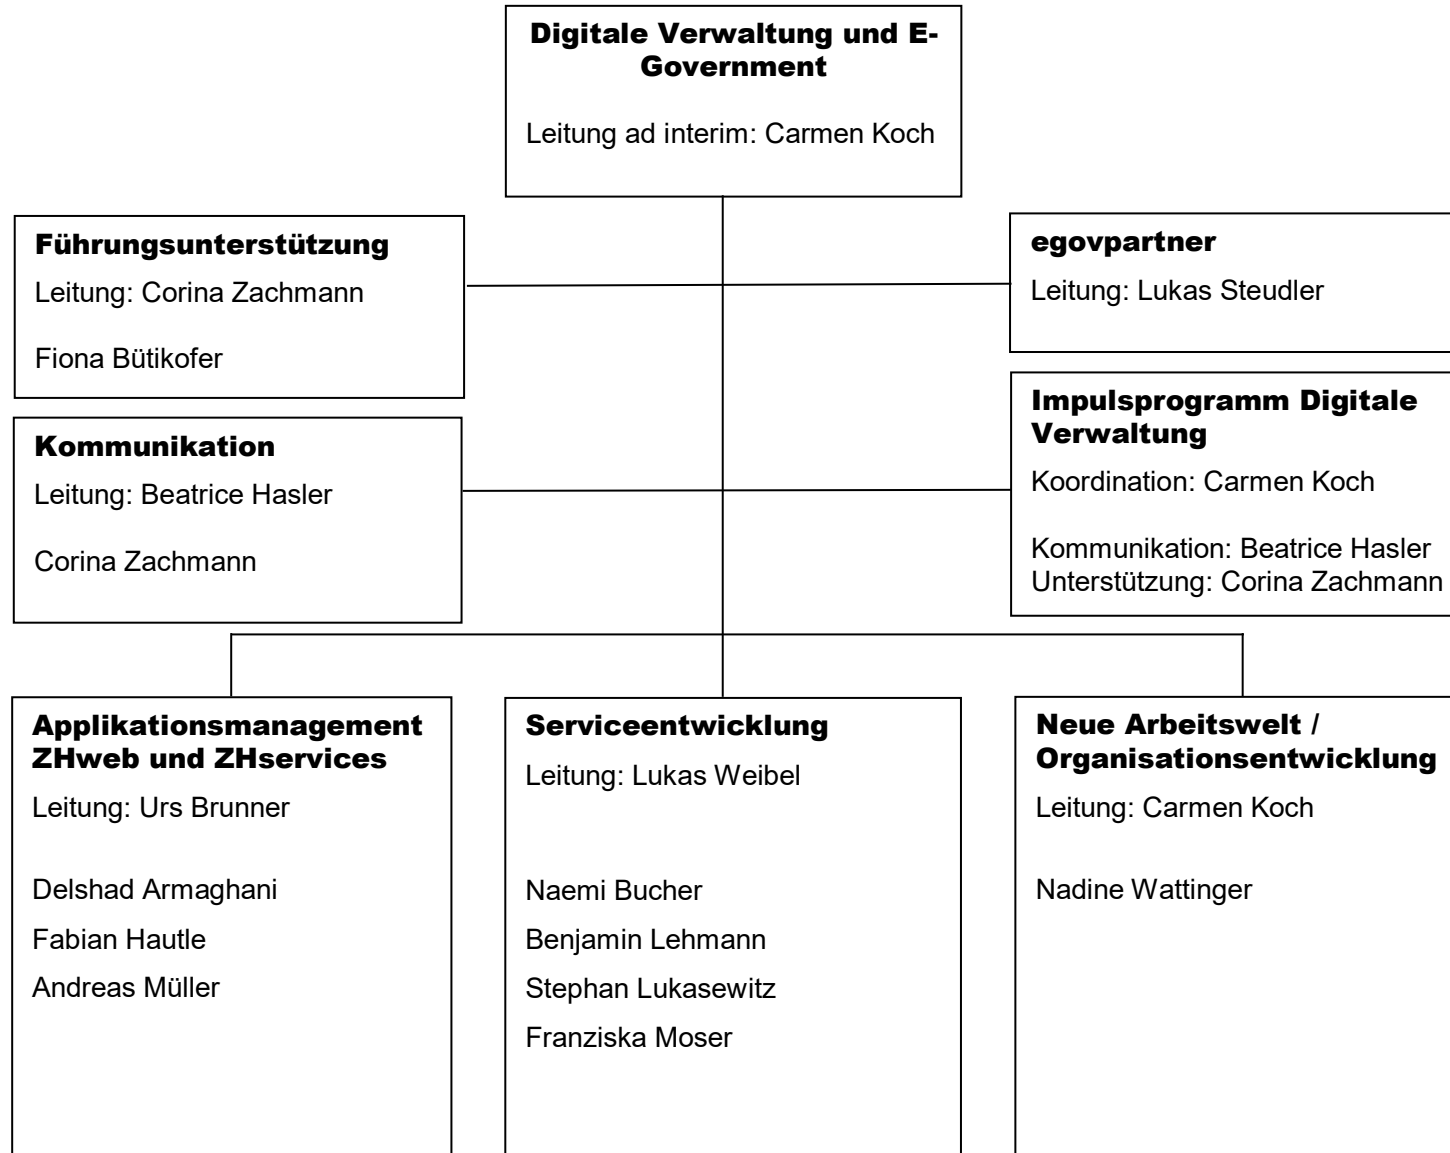 Digitale Verwaltung und E-
Government
Leitung ad interim: Carmen Koch
Führungsunterstützung
Leitung: Corina Zachmann
Fiona Bütikofer
egovpartner
Leitung: Lukas Steudler
Kommunikation
Leitung: Beatrice Hasler
Corina Zachmann
Impulsprogramm Digitale
Verwaltung
Koordination: Carmen Koch
Kommunikation: Beatrice Hasler
Unterstützung: Corina Zachmann
Applikationsmanagement
ZHweb und ZHservices
Leitung: Urs Brunner
Delshad Armaghani
Fabian Hautle
Andreas Müller
Serviceentwicklung
Leitung: Lukas Weibel
Naemi Bucher
Benjamin Lehmann
Stephan Lukasewitz
Franziska Moser
Neue Arbeitswelt /
Organisationsentwicklung
Leitung: Carmen Koch
Nadine Wattinger